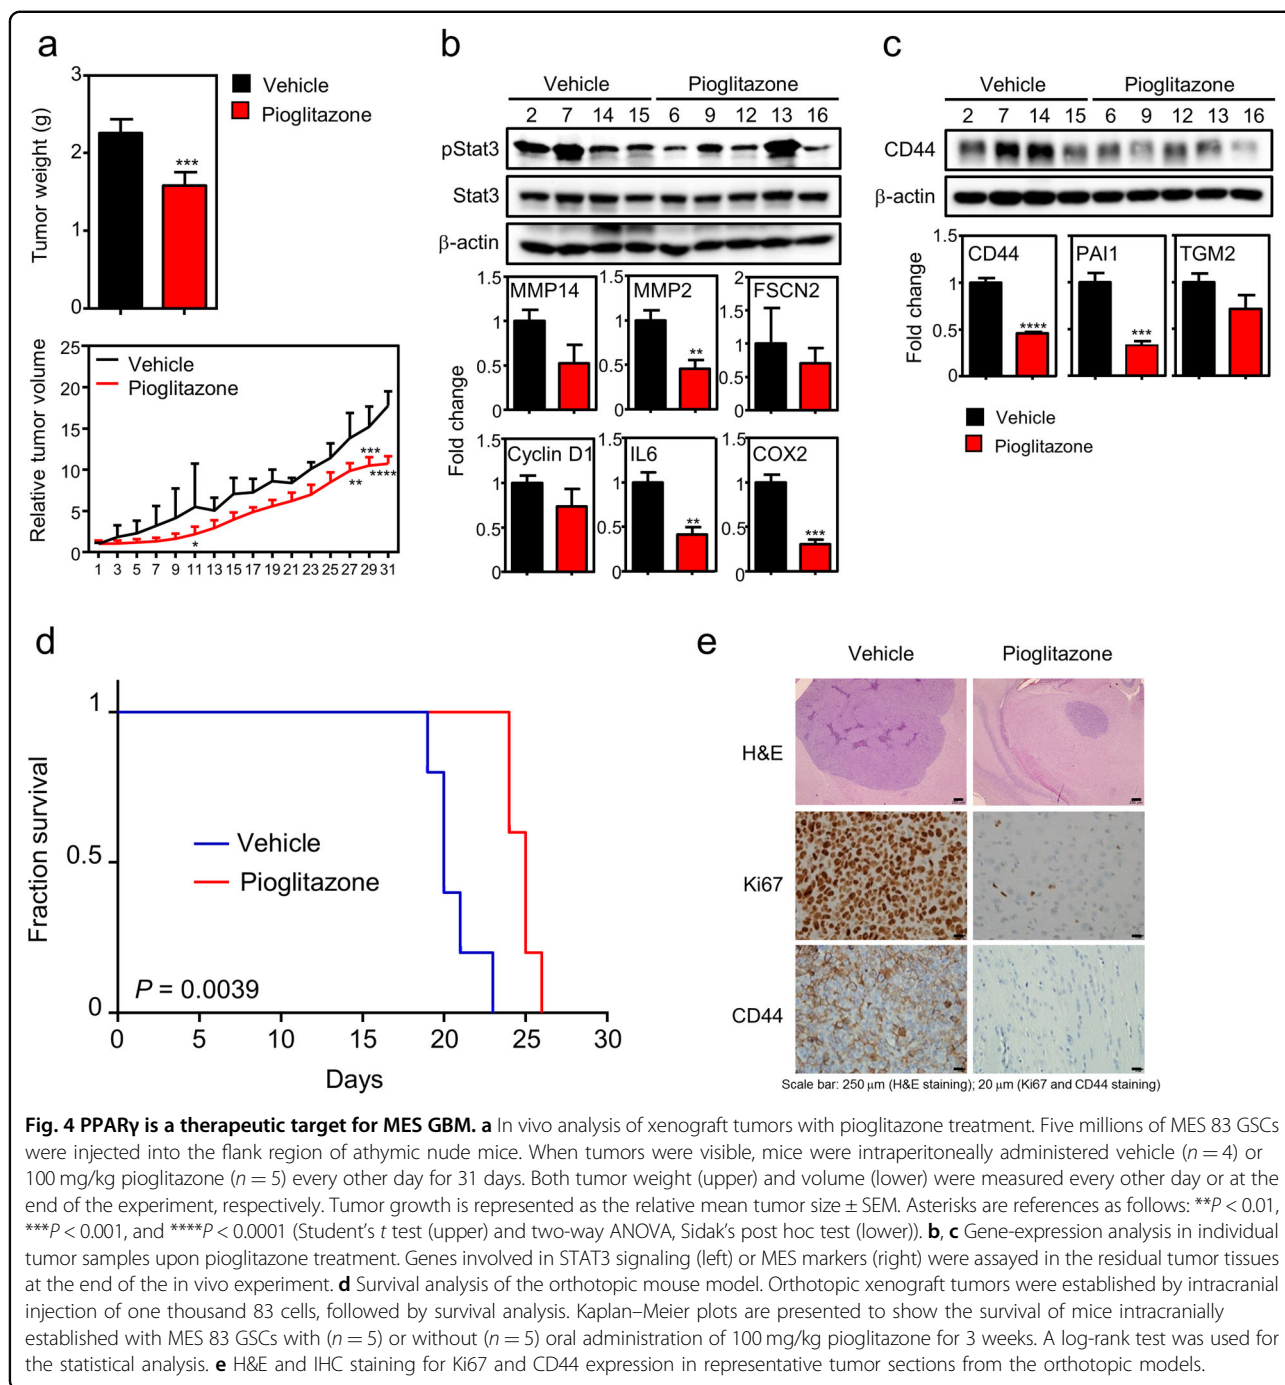 a
3
2
1
0
Tumor weight (g)
***
Vehicle
Pioglitazone
25
20
15
10
5
0
Relative tumor volume
Vehicle
Pioglitazone
*
**
***
****
1 3 5 7 9 11 13 15 17 19 21 23 25 27 29 31
b
Vehicle Pioglitazone
2 7 14 15 6 9 12 13 16
pStat3
Stat3
β-actin
Fold change
1.5
1
0.5
0
MMP14
1.5
1
0.5
0
MMP2
**
2
1.5
1
0.5
0
FSCN2
1.5
1
0.5
0
Cyclin D1
1.5
1
0.5
0
IL6
**
1.5
1
0.5
0
COX2
***
c
Vehicle Pioglitazone
2 7 14 15 6 9 12 13 16
CD44
β-actin
Fold change
1.5
1
0.5
0
CD44
****
PAI1
***
TGM2
Vehicle
Pioglitazone
d
1
0.5
0
Fraction survival
Vehicle
Pioglitazone
P = 0.0039
0 5 10 15 20 25 30
Days
e
Vehicle Pioglitazone
H&E
Ki67
CD44
Scale bar: 250 μm (H&E staining); 20 μm (Ki67 and CD44 staining)
Fig. 4 PPARγ is a therapeutic target for MES GBM. a In vivo analysis of xenograft tumors with pioglitazone treatment. Five millions of MES 83 GSCs
were injected into the flank region of athymic nude mice. When tumors were visible, mice were intraperitoneally administered vehicle (n = 4) or
100 mg/kg pioglitazone (n = 5) every other day for 31 days. Both tumor weight (upper) and volume (lower) were measured every other day or at the
end of the experiment, respectively. Tumor growth is represented as the relative mean tumor size ± SEM. Asterisks are references as follows: **P < 0.01,
***P < 0.001, and ****P < 0.0001 (Student's t test (upper) and two-way ANOVA, Sidak's post hoc test (lower)). b, c Gene-expression analysis in individual
tumor samples upon pioglitazone treatment. Genes involved in STAT3 signaling (left) or MES markers (right) were assayed in the residual tumor tissues
at the end of the in vivo experiment. d Survival analysis of the orthotopic mouse model. Orthotopic xenograft tumors were established by intracranial
injection of one thousand 83 cells, followed by survival analysis. Kaplan–Meier plots are presented to show the survival of mice intracranially
established with MES 83 GSCs with (n = 5) or without (n = 5) oral administration of 100 mg/kg pioglitazone for 3 weeks. A log-rank test was used for
the statistical analysis. e H&E and IHC staining for Ki67 and CD44 expression in representative tumor sections from the orthotopic models.